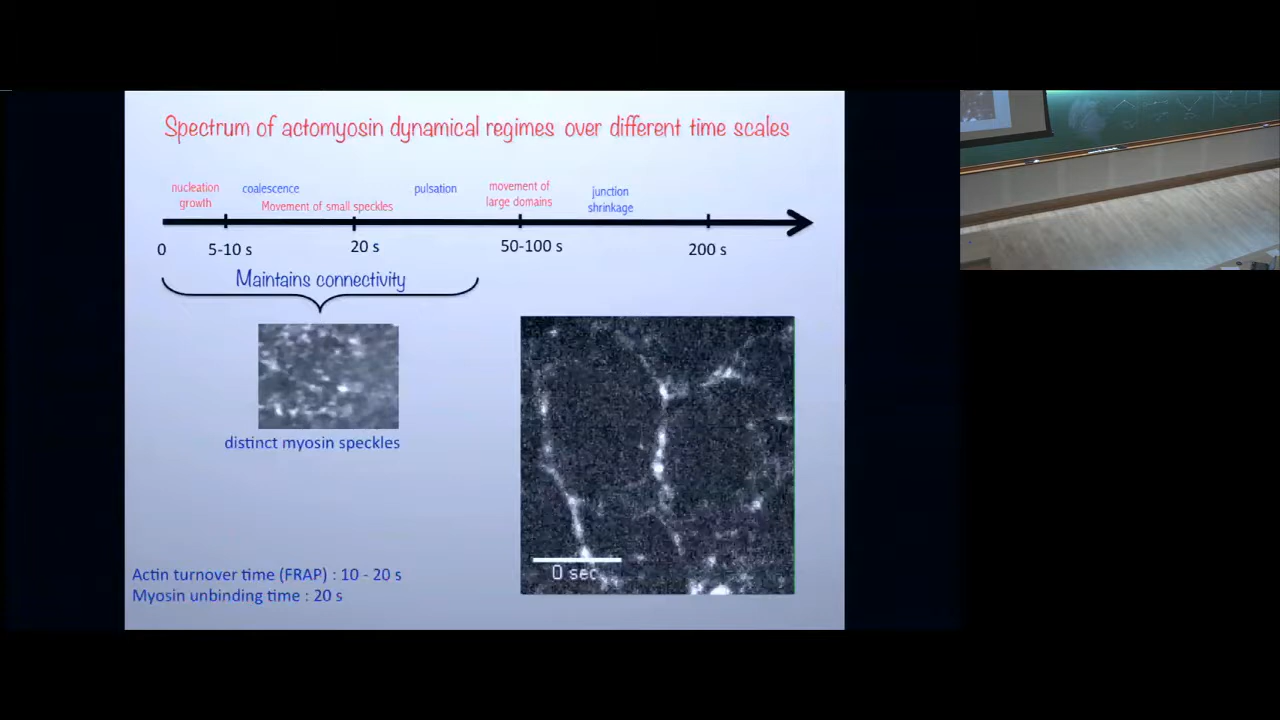 Spectrum of actomyosin dynamical regimes over different time scales
nucleation
growth
coalescence
Movement of small speckles
pulsation
movement of
large domains
junction
shrinkage
0
5-10 s
20 s
50-100 s
200 s
Maintains connectivity
distinct myosin speckles
0 sec
Actin turnover time (FRAP) : 10 - 20 s
Myosin unbinding time : 20 s